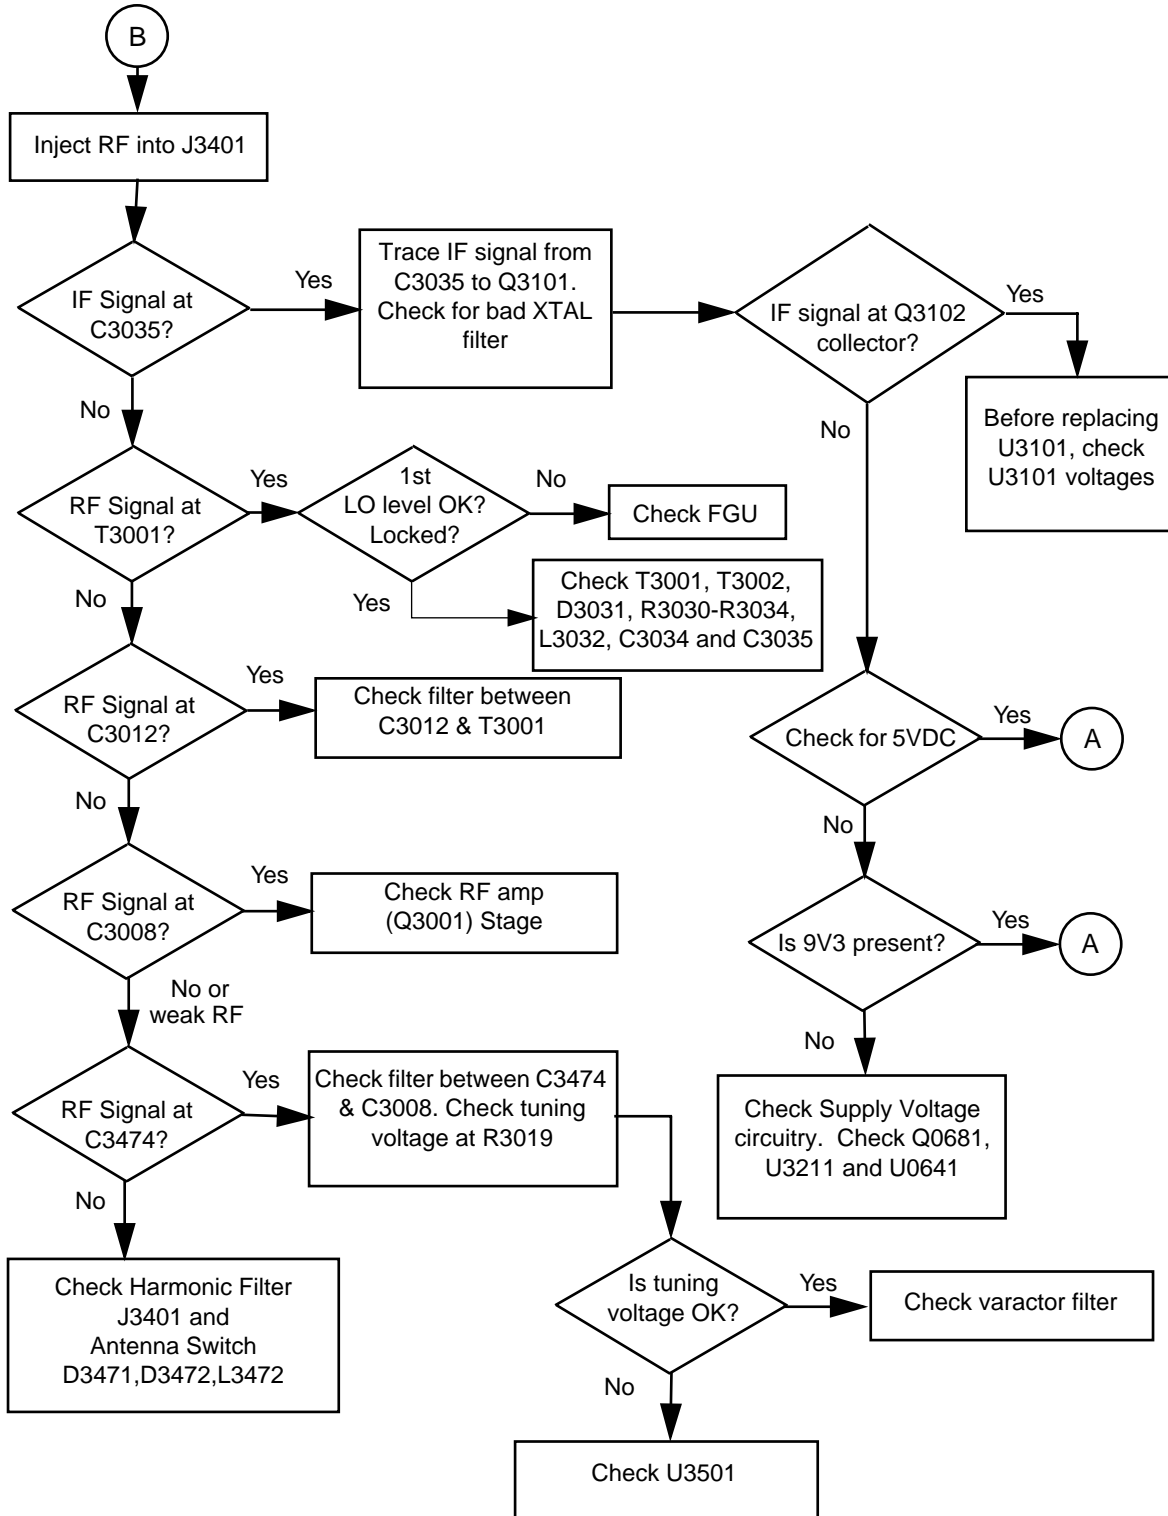 B
Inject RF into J3401
IF Signal at
C3035?
Yes
Trace IF signal from
C3035 to Q3101.
Check for bad XTAL
filter
IF signal at Q3102
collector?
Yes
Before replacing
U3101, check
U3101 voltages
No
No
RF Signal at
T3001?
Yes
1st
LO level OK?
Locked?
No
Check FGU
Yes
Check T3001, T3002,
D3031, R3030-R3034,
L3032, C3034 and C3035
No
RF Signal at
C3012?
Yes
Check filter between
C3012 & T3001
Check for 5VDC
Yes
A
No
No
RF Signal at
C3008?
Yes
Check RF amp
(Q3001) Stage
Is 9V3 present?
Yes
A
No or
weak RF
No
RF Signal at
C3474?
Yes
Check filter between C3474
& C3008. Check tuning
voltage at R3019
Check Supply Voltage
circuitry.  Check Q0681,
U3211 and U0641
No
Check Harmonic Filter
J3401 and
Antenna Switch
D3471,D3472,L3472
Is tuning
voltage OK?
Yes
Check varactor filter
No
Check U3501